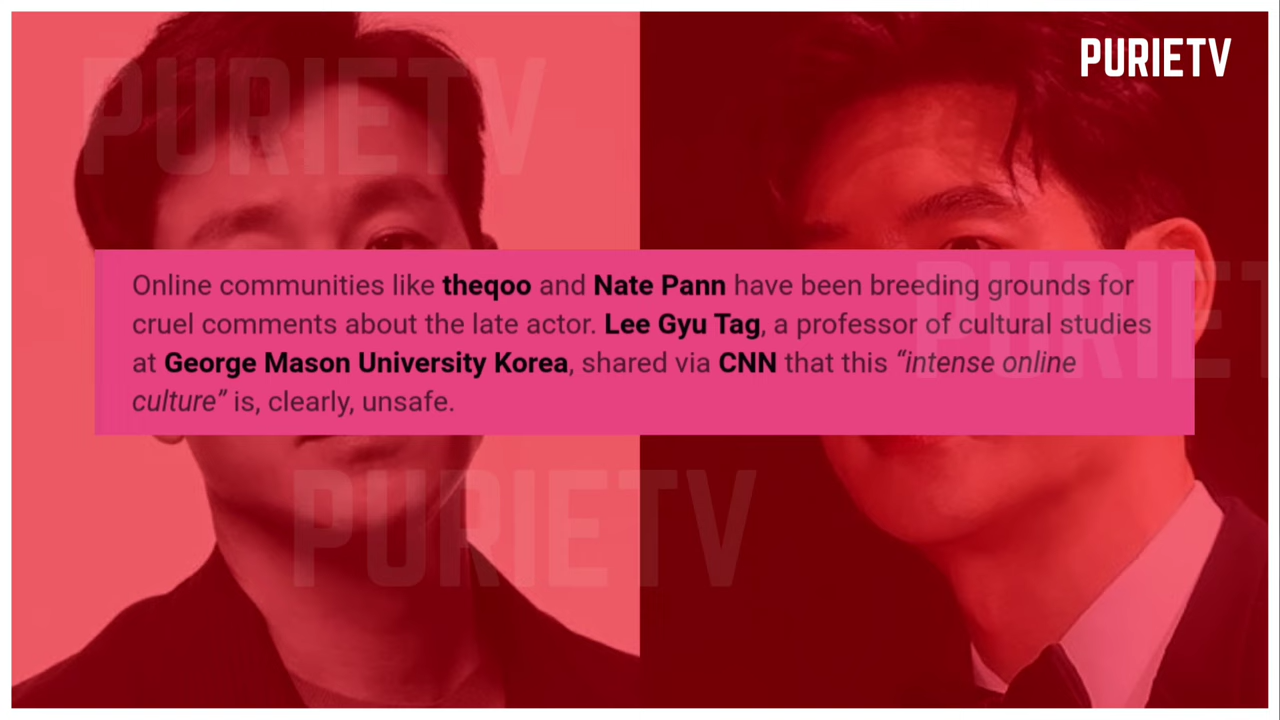 PURIETV
PURIETV
Online communities like theqoo and Nate Pann have been breeding grounds for
cruel comments about the late actor. Lee Gyu Tag, a professor of cultural studies
at George Mason University Korea, shared via CNN that this “intense online
culture” is, clearly, unsafe.
PURIET
PURIETV